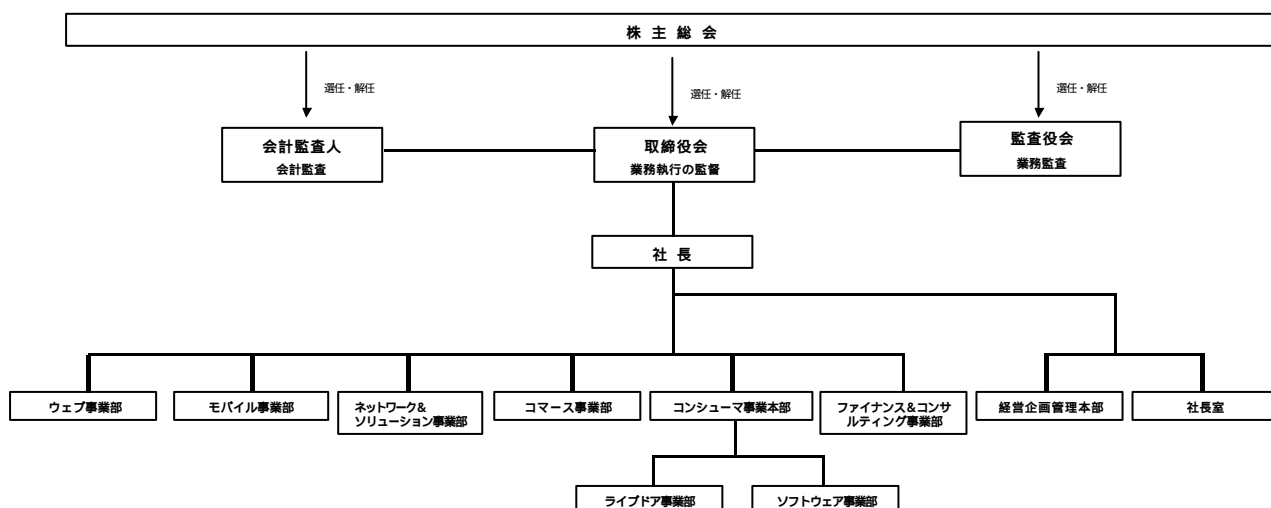 株主総会
選任・解任
選任・解任
選任・解任
会計監査人
会計監査
取締役会
業務執行の監督
監査役会
業務監査
社長
ウェブ事業部
モバイル事業部
ネットワーク&
ソリューション事業部
コマース事業部
コンシューマ事業本部
ファイナンス&コンサ
ルティング事業部
経営企画管理本部
社長室
ライブドア事業部
ソフトウェア事業部